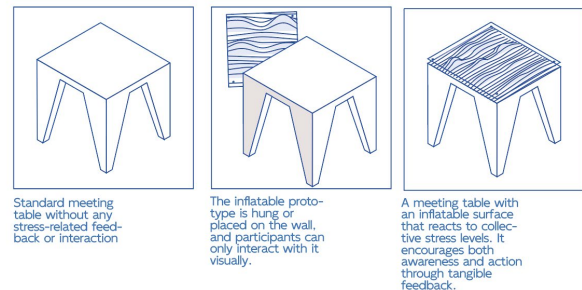 Standard meeting
table without any
stress-related feed-
back or interaction
The inflatable proto-
type is hung or
placed on the wall,
and participants can
only interact with it
visually.
A meeting table with
an inflatable surface
that reacts to collec-
tive stress levels. It
encourages both
awareness and action
through tangible
feedback.